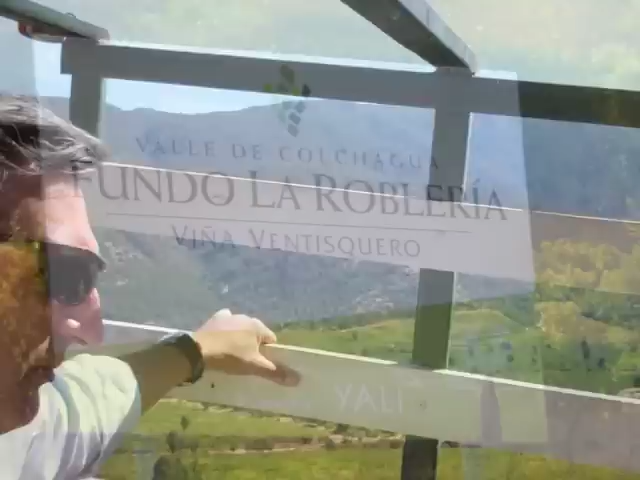 VALLE DE COLCHAGUA
FUNDO LA ROBLERÍA
VIÑA VENTISQUERO
YALI